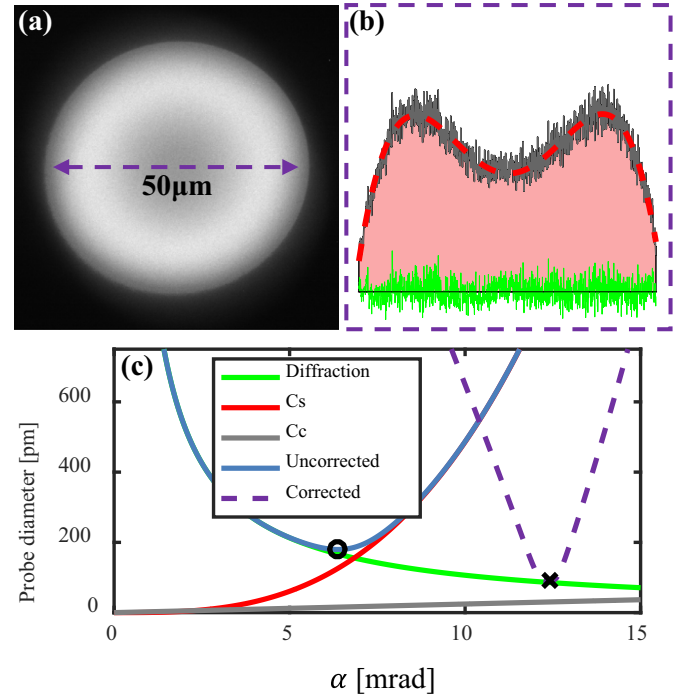 (a)
(b)
50μm
(c)
Diffraction
Cs
Cc
Uncorrected
Corrected
Probe diameter [pm]
600
400
200
0
0
5
10
15
α [mrad]